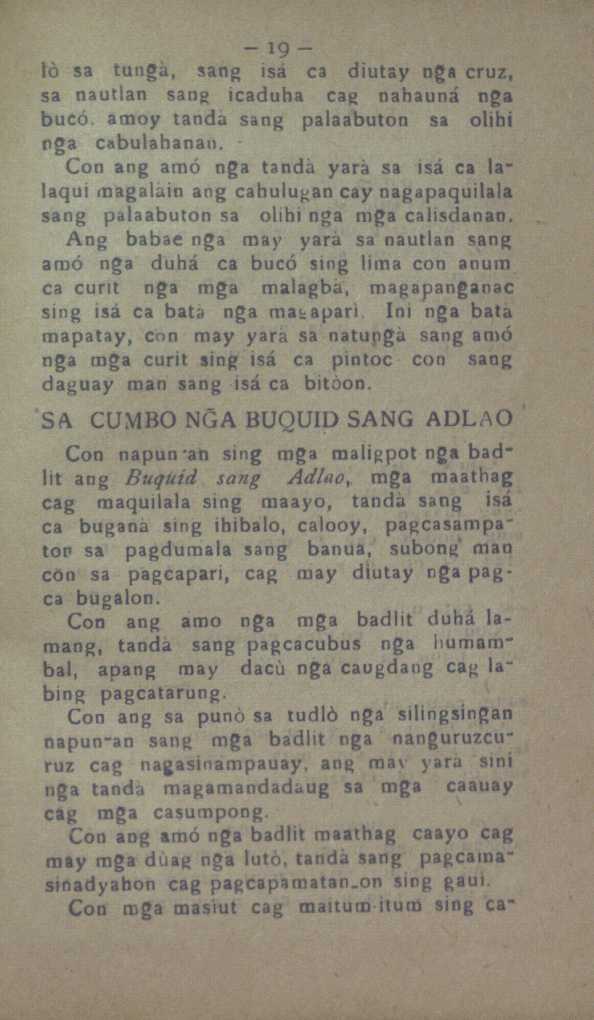 — 19 —
lò sa tungà, sang isá ca diutay ng̃a cruz,
sa nautlan sang icaduha cag nahauná nga
bucó. amoy tandà sang palaabuton sa olihi
nga cabulahanan.
Con ang amó nga tandà yarà sa isá ca la-
laqui magalàin ang cahulugan cay nagapaquilala
sang palaabuton sa olihi nga mga calisdanan.
Ang babae nga may yarà sa nautlan sang
amó nga duhá ca bucó sing lima con anum
ca curit nga mga malagbà, magapanganac
sing isá ca batà nga magapari. Ini nga batà
mapatay, con may yarà sa natungà sang amó
nga mga curit sing isá ca pintoc con sang
daguay man sang isá ca bitòon.
SA CUMBO NG̃A BUQUID SANG ADLAO
Con napun-an sing mga maligpot nga bad-
lit ang Buquid sang Adlao, mga maathag
cag maquilala sing maayo, tandà sang isá
ca buganà sing ihibalo, calooy, pagcasampa-
ton sa pagdumala sang banua, subong man
con sa pagcapari, cag may diutay nga pag-
ca bugalon.
Con ang amo nga mga badlit duhá la-
mang, tandà sang pagcacubus nga humam-
bal, apang may dacù nga caugdang cag la-
bing pagcatarung.
Con ang sa punò sa tudlò nga silingsingan
napun-an sang mga badlit nga nanguruzcu-
ruz cag nagasinampauay, ang may yarà sini
nga tandà magamandadàug sa mga caauay
cag mga casumpong.
Con ang amó nga badlit maathag caayo cag
may mga dùag nga lutò, tandà sang pagcama-
sinadyahon cag pagcapamatan-on sing gaui.
Con mga masiut cag maitum-itum sing ca-